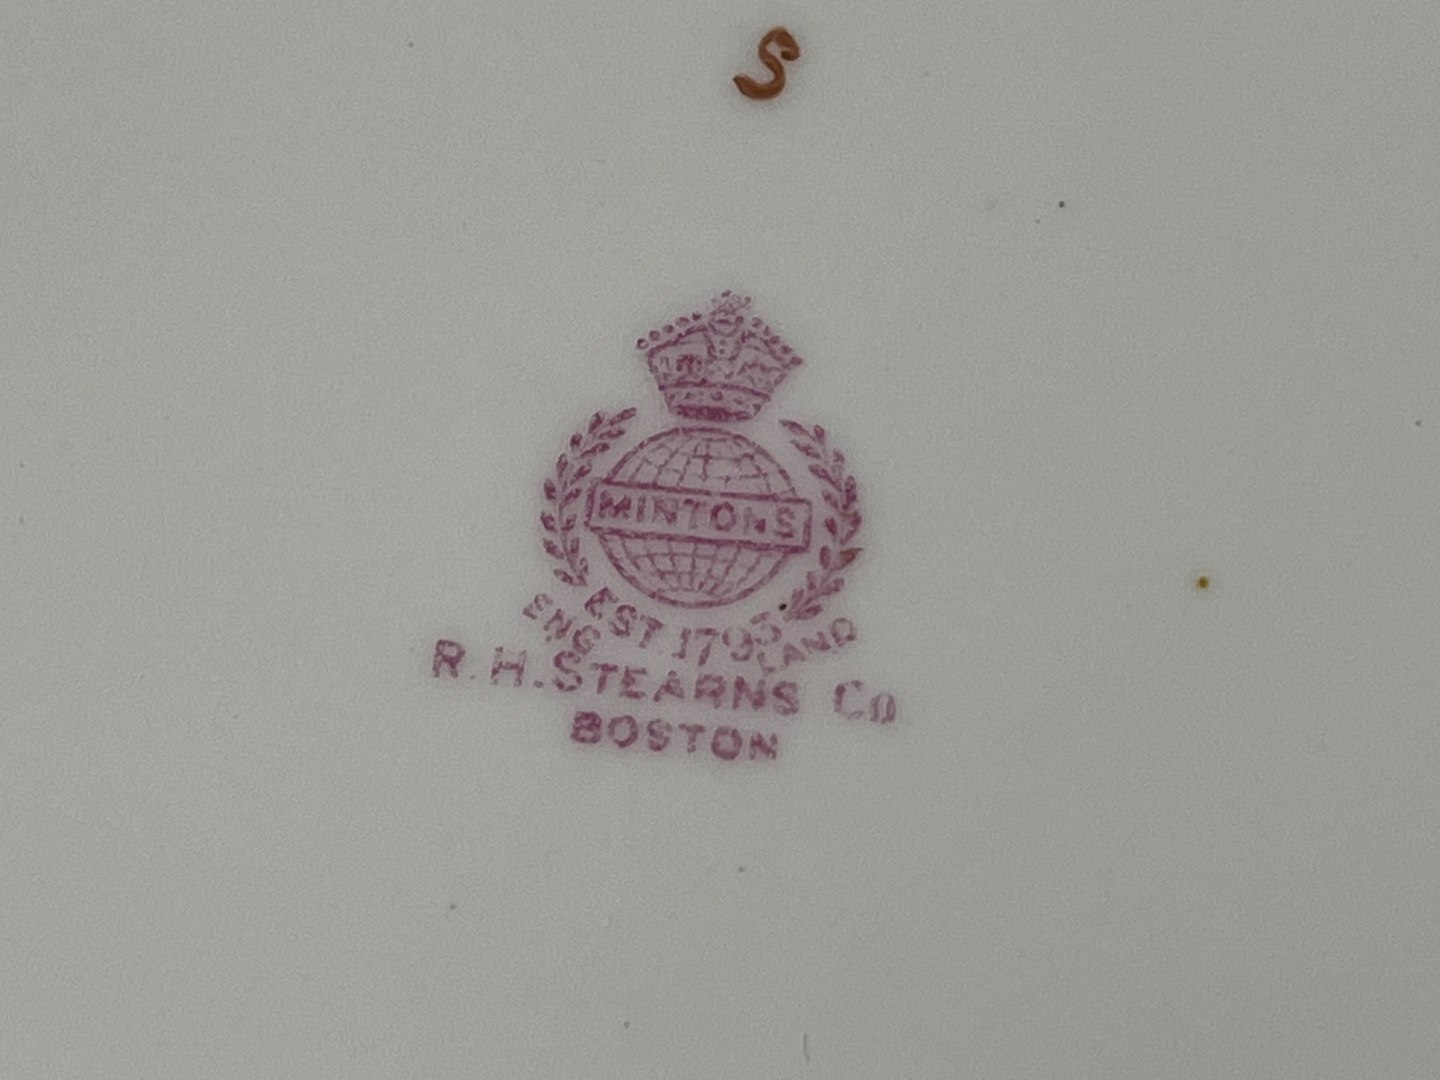 S
MINTONS
EST. 1793
ENGLAND
R.H. STEARNS Co
BOSTON